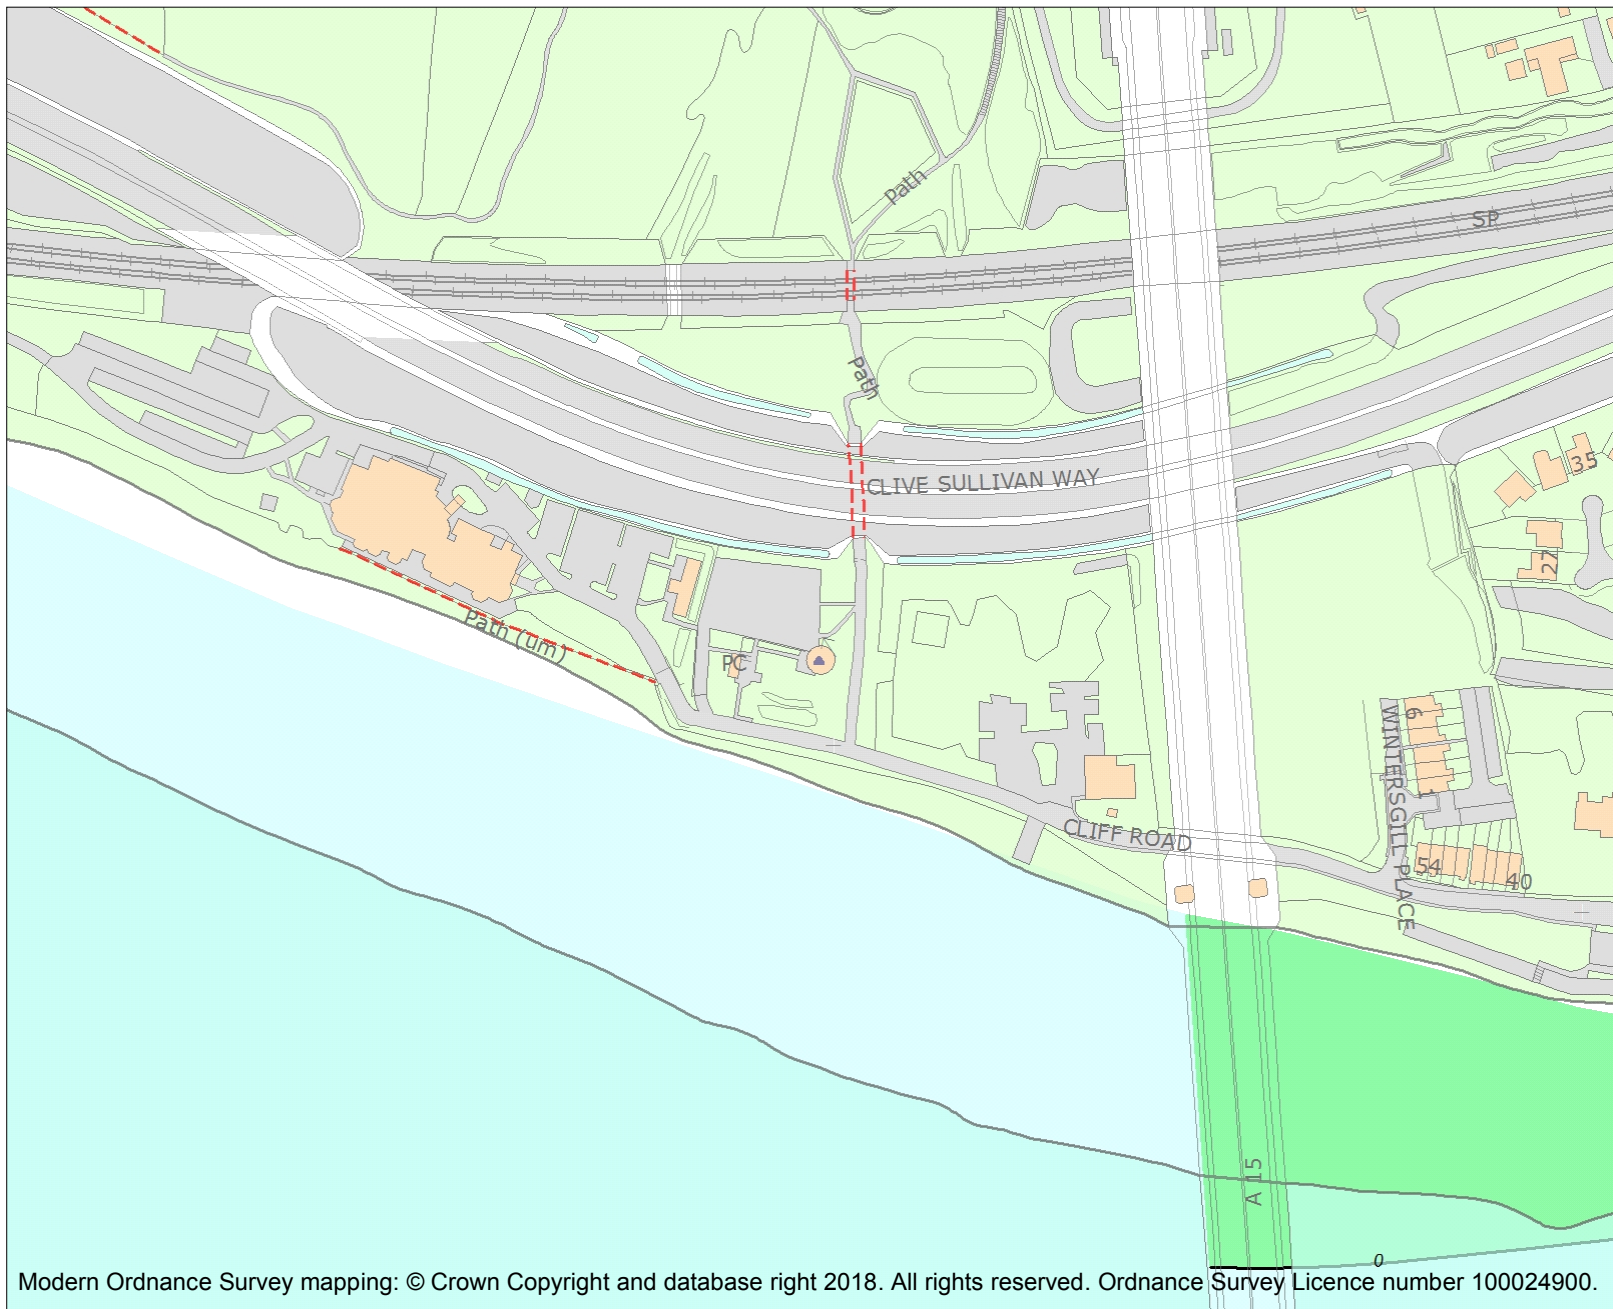 Path
SP
Path
CLIVE SULLIVAN WAY
35
22
Path (um)
PC
6
WINTERSGILL PLACE
1
CLIFF ROAD
54
40
A 15
0
Modern Ordnance Survey mapping: © Crown Copyright and database right 2018. All rights reserved. Ordnance Survey Licence number 100024900.